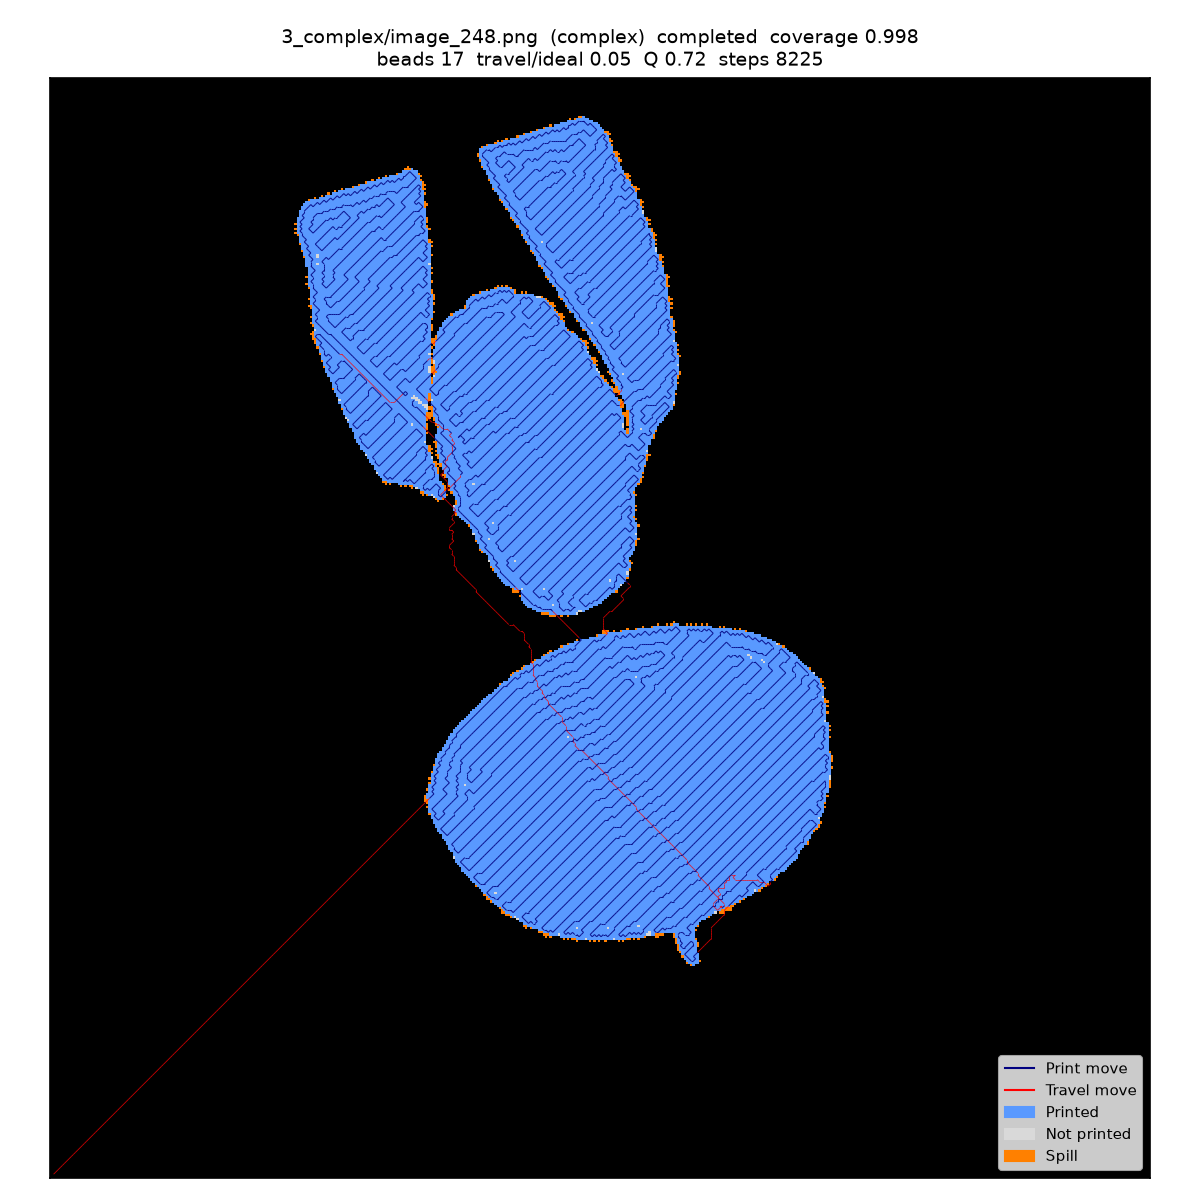 3_complex/image_248.png  (complex)  completed  coverage 0.998
beads 17  travel/ideal 0.05  Q 0.72  steps 8225
Print move
Travel move
Printed
Not printed
Spill